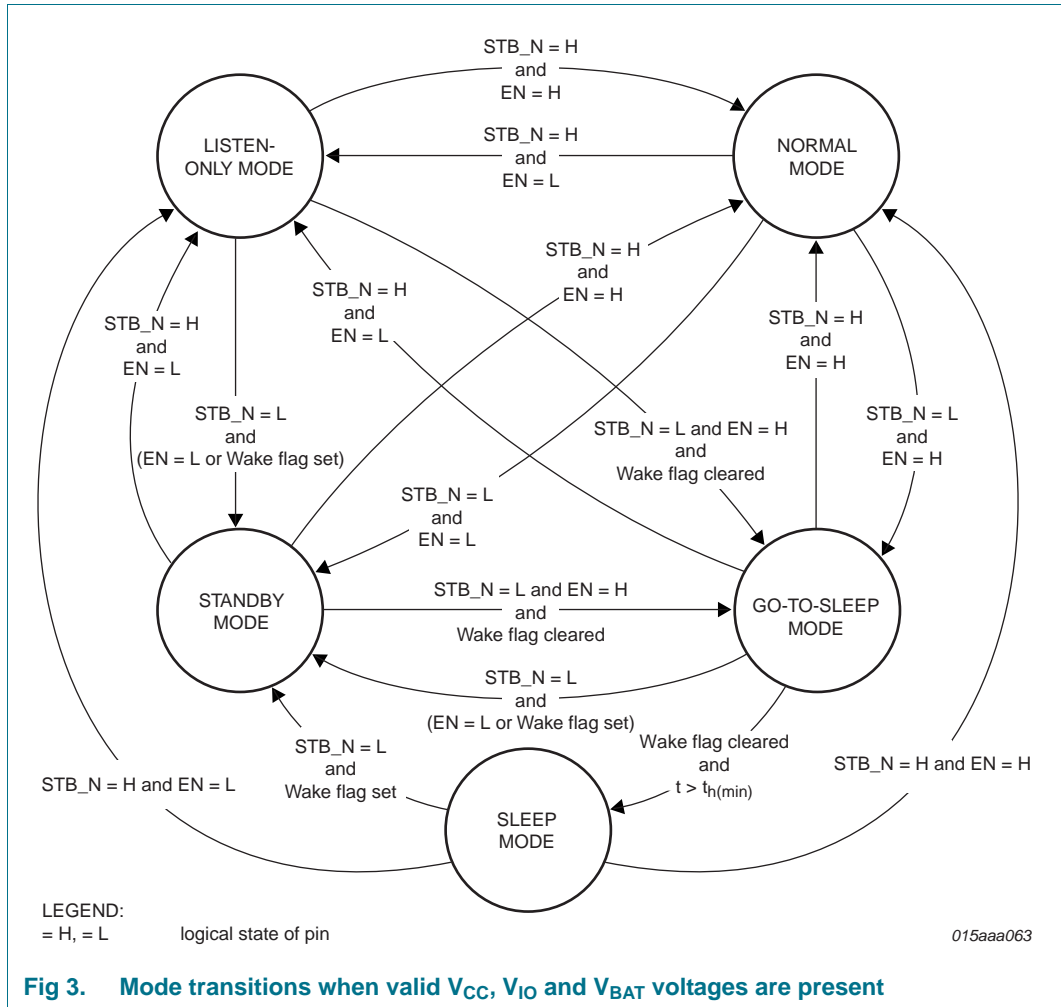 STB_N = H
and
EN = H
LISTEN-
ONLY MODE
STB_N = H
and
EN = L
NORMAL
MODE
STB_N = H
and
EN = H
STB_N = H
and
EN = L
STB_N = H
and
EN = L
STB_N = H
and
EN = H
STB_N = L
and
(EN = L or Wake flag set)
STB_N = L and EN = H
and
Wake flag cleared
STB_N = L
and
EN = H
STB_N = L
and
EN = L
STANDBY
MODE
STB_N = L and EN = H
and
Wake flag cleared
GO-TO-SLEEP
MODE
STB_N = L
and
(EN = L or Wake flag set)
STB_N = L
and
Wake flag set
Wake flag cleared
and
t > th(min)
STB_N = H and EN = L
STB_N = H and EN = H
SLEEP
MODE
LEGEND:
= H, = L logical state of pin
015aaa063
Fig 3. Mode transitions when valid VCC, VIO and VBAT voltages are present